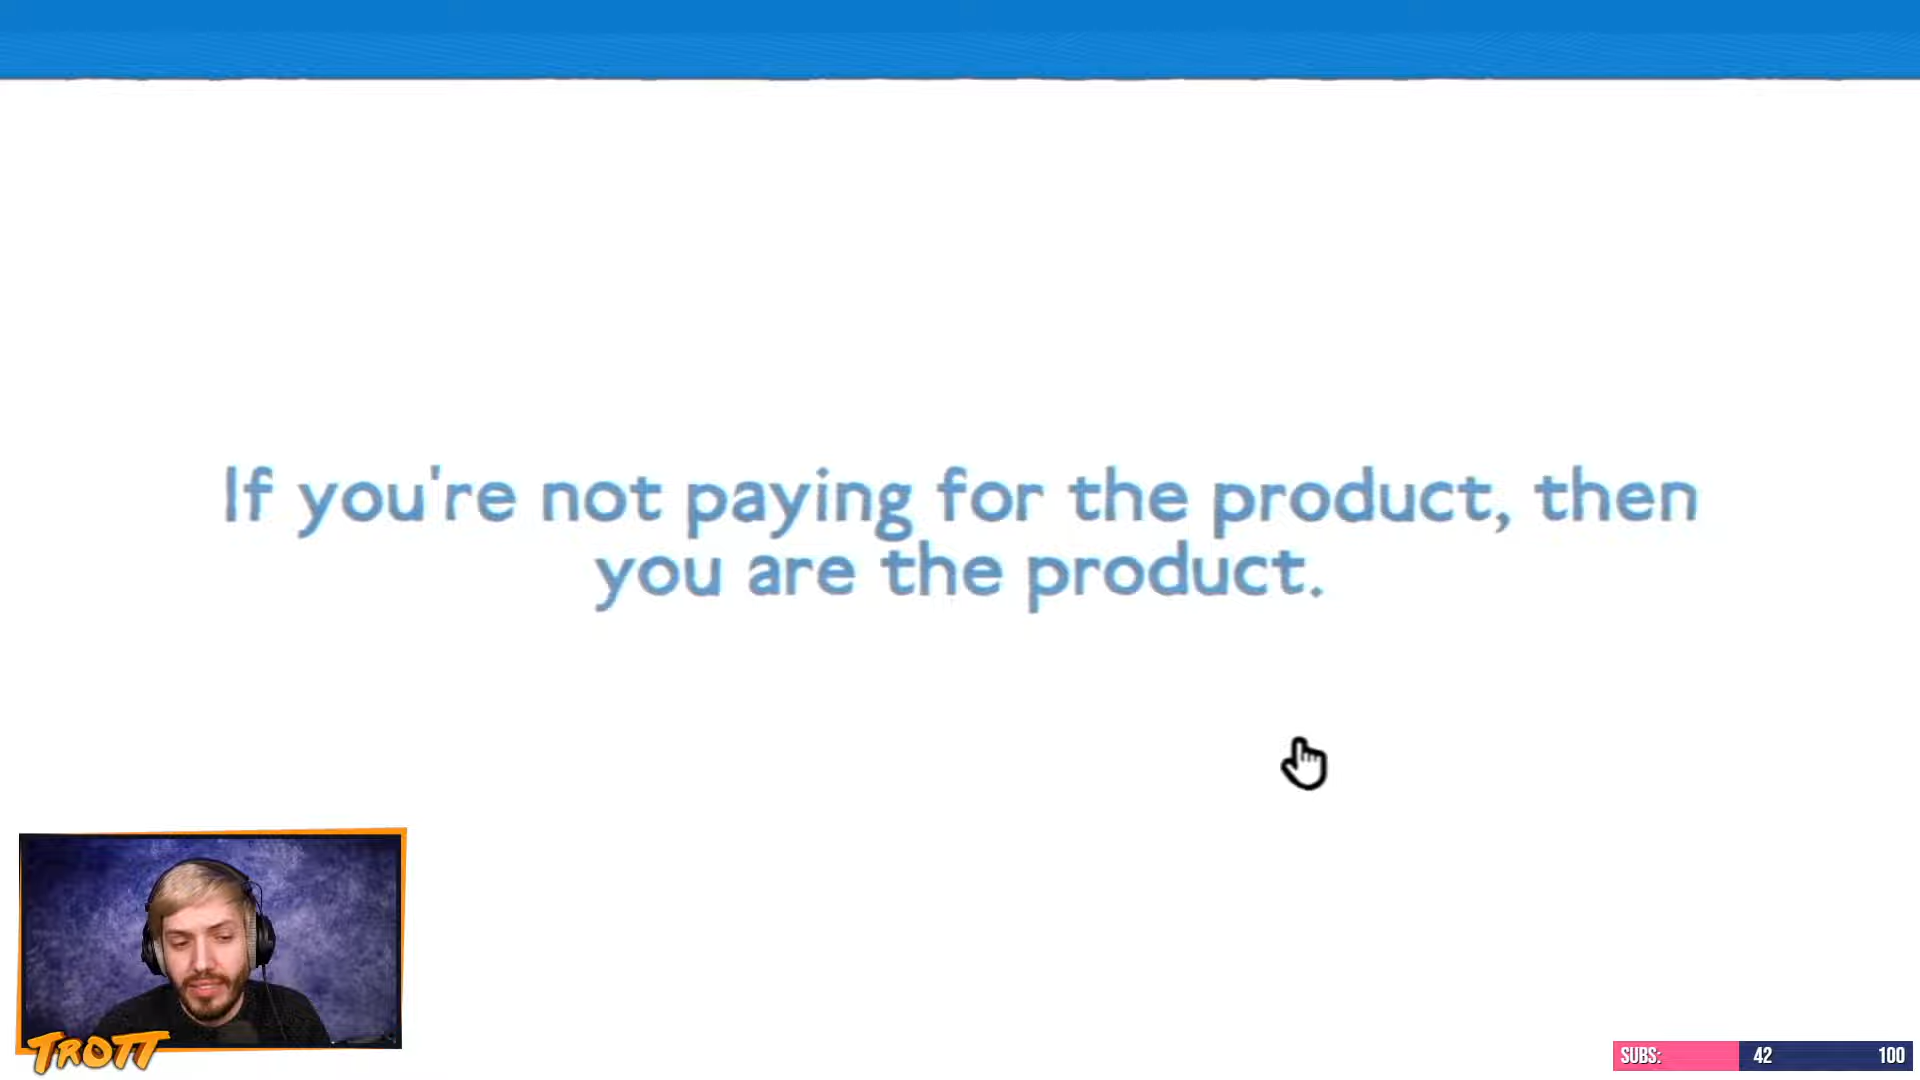 If you're not paying for the product, then
you are the product.
TROTT
SUBS: 42 100